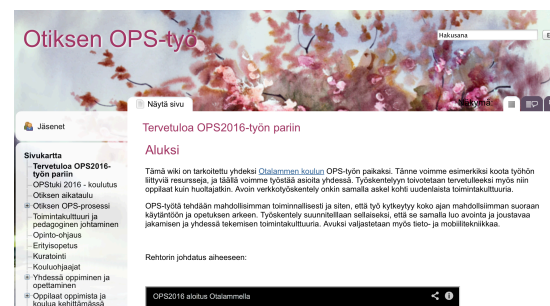 Otiksen OPS-työ
Hakusana
Näytä sivu
Näkymä:
Jäsenet
Sivukartta
Tervetuloa OPS2016-
työn pariin
OPStuki 2016 - koulutus
Otiksen aikataulu
Otiksen OPS-prosessi
Toimintakulttuuri ja
pedagoginen johtaminen
Opinto-ohjaus
Erityisopetus
Kuratointi
Kouluohjaajat
Yhdessä oppiminen ja
opettaminen
Oppilaat oppimista ja
koulua kehittämässä
Tervetuloa OPS2016-työn pariin
Aluksi
Tämä wiki on tarkoitettu yhdeksi Otalammen koulun OPS-työn paikaksi. Tänne voimme esimerkiksi koota työhön
liittyviä resursseja, ja täällä voimme työstää asioita yhdessä. Työskentelyyn toivotetaan tervetulleeksi myös niin
oppilaat kuin huoltajatkin. Avoin verkkotyöskentely onkin samalla askel kohti uudenlaista toimintakulttuuria.
OPS-työtä tehdään mahdollisimman toiminnallisesti ja siten, että työ kytkeytyy koko ajan mahdollsimman suoraan
käytäntöön ja opetuksen arkeen. Työskentely suunnitelllaan sellaiseksi, että se samalla luo avointa ja joustavaa
jakamisen ja yhdessä tekemisen toimintakulttuuria. Avuksi valjastetaan myös tieto- ja mobiilitekniikkaa.
Rehtorin johdatus aiheeseen:
OPS2016 aloitus Otalammella